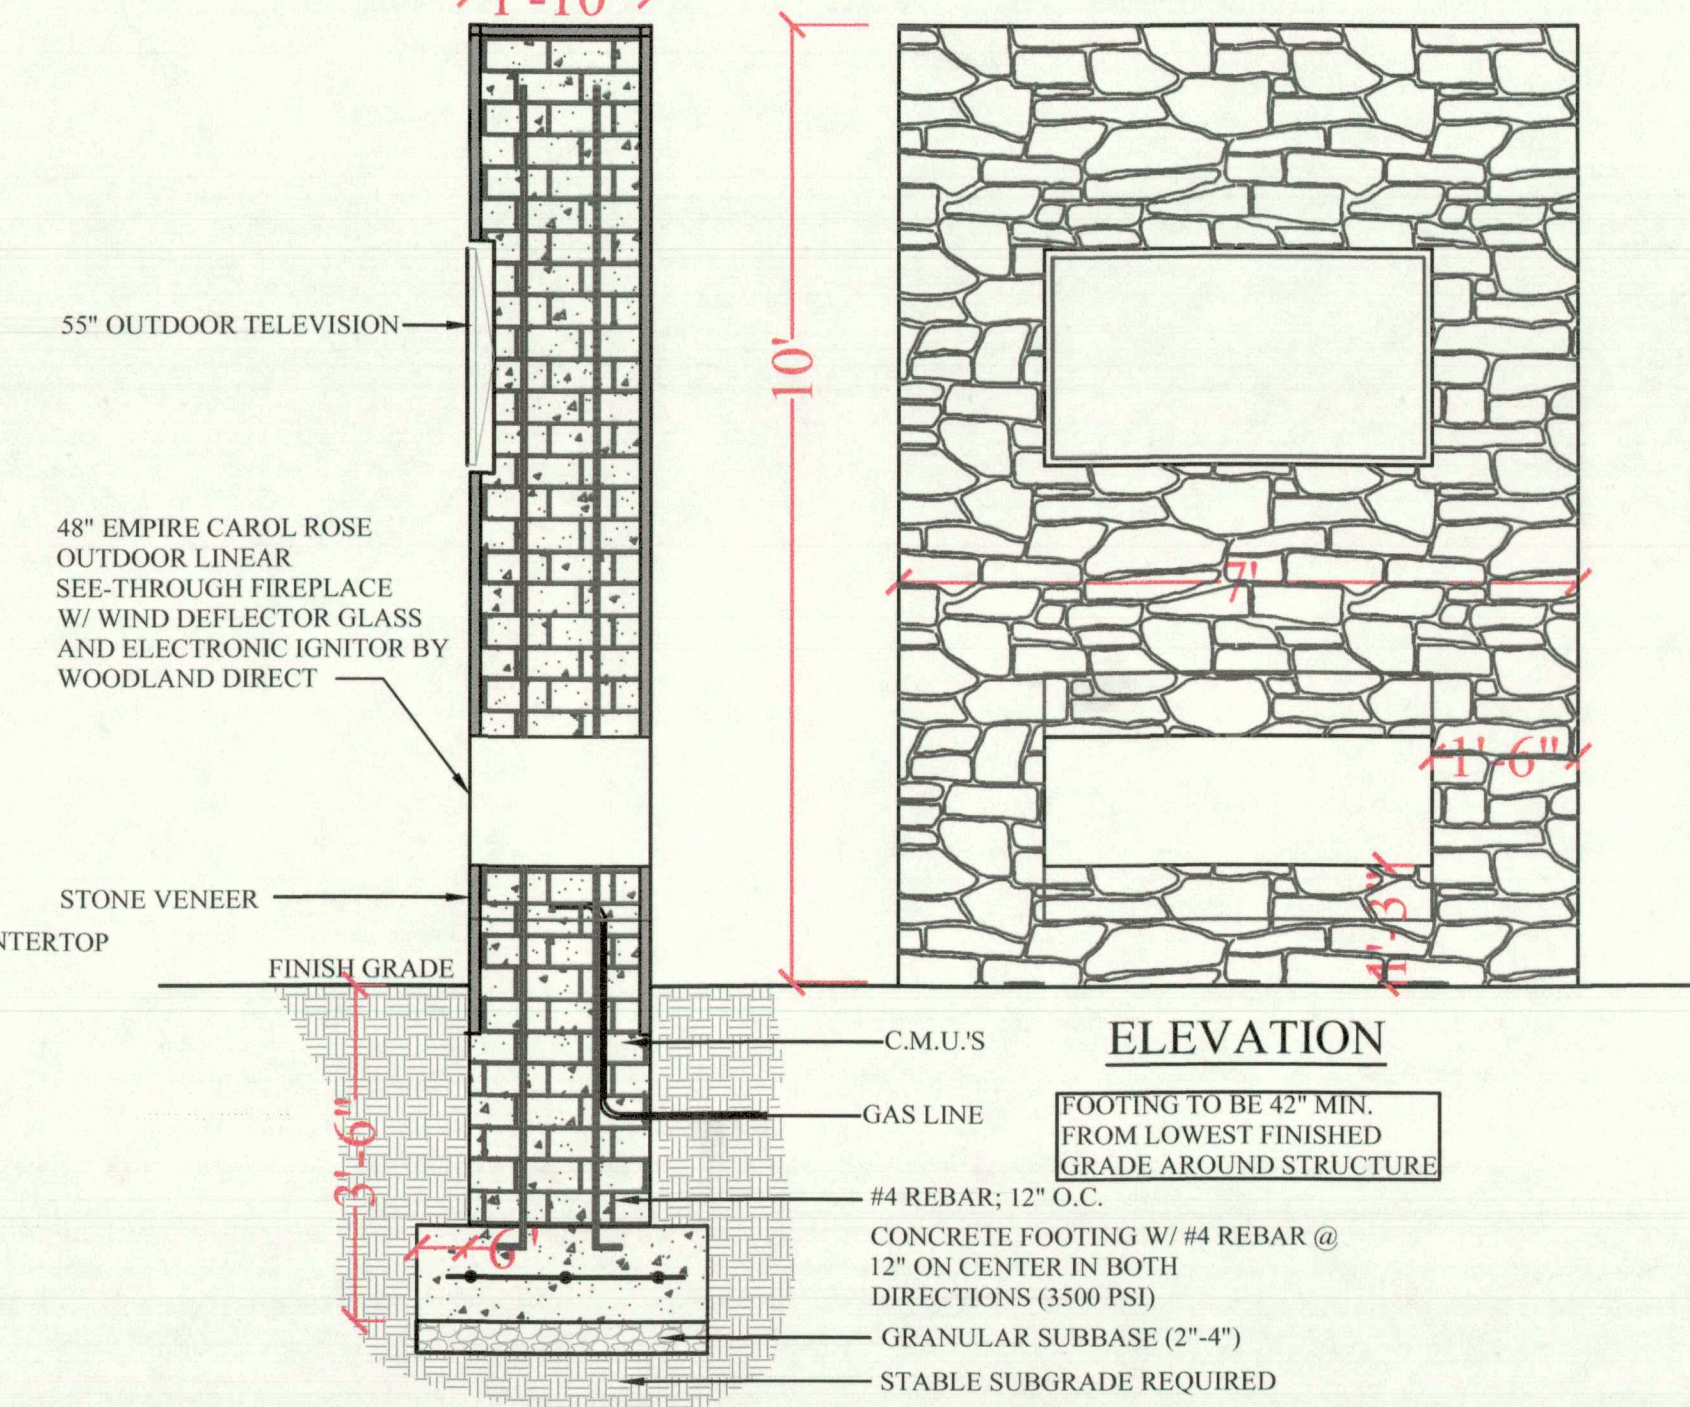 1'-10"
55" OUTDOOR TELEVISION
10'
48" EMPIRE CAROL ROSE
OUTDOOR LINEAR
SEE-THROUGH FIREPLACE
W/ WIND DEFLECTOR GLASS
AND ELECTRONIC IGNITOR BY
WOODLAND DIRECT
7'
1'-6"
STONE VENEER
1'-3"
NTERTOP
FINISH GRADE
3'-6"
C.M.U.'S
GAS LINE
#4 REBAR; 12" O.C.
6"
CONCRETE FOOTING W/ #4 REBAR @
12" ON CENTER IN BOTH
DIRECTIONS (3500 PSI)
GRANULAR SUBBASE (2"-4")
STABLE SUBGRADE REQUIRED
ELEVATION
FOOTING TO BE 42" MIN.
FROM LOWEST FINISHED
GRADE AROUND STRUCTURE